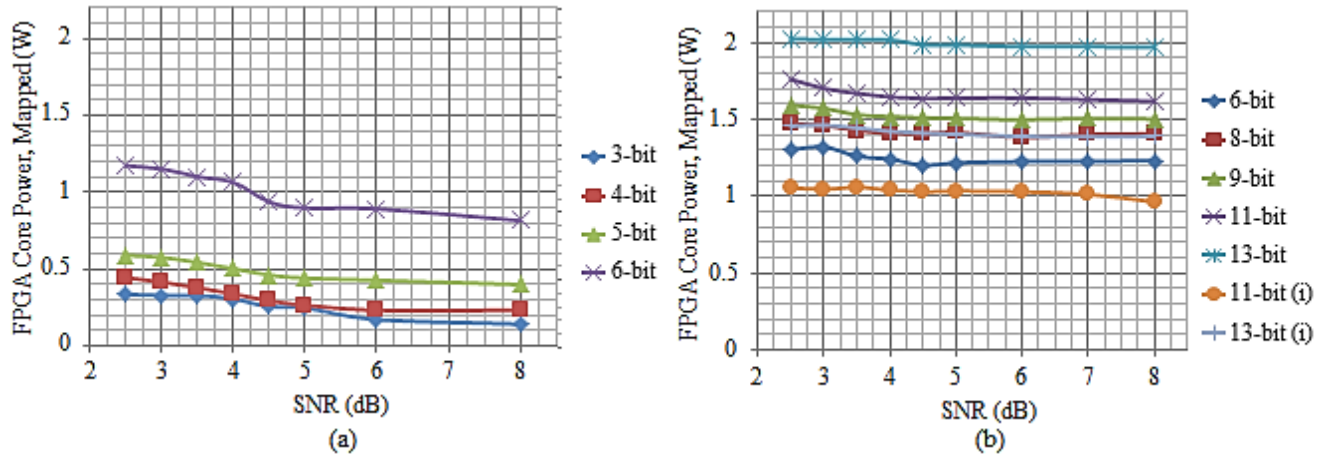 FPGA Core Power, Mapped (W)
2
1.5
1
0.5
0
2 3 4 5 6 7 8
SNR (dB)
(a)
3-bit
4-bit
5-bit
6-bit
FPGA Core Power, Mapped (W)
2
1.5
1
0.5
0
2 3 4 5 6 7 8
SNR (dB)
(b)
6-bit
8-bit
9-bit
11-bit
13-bit
11-bit (i)
13-bit (i)